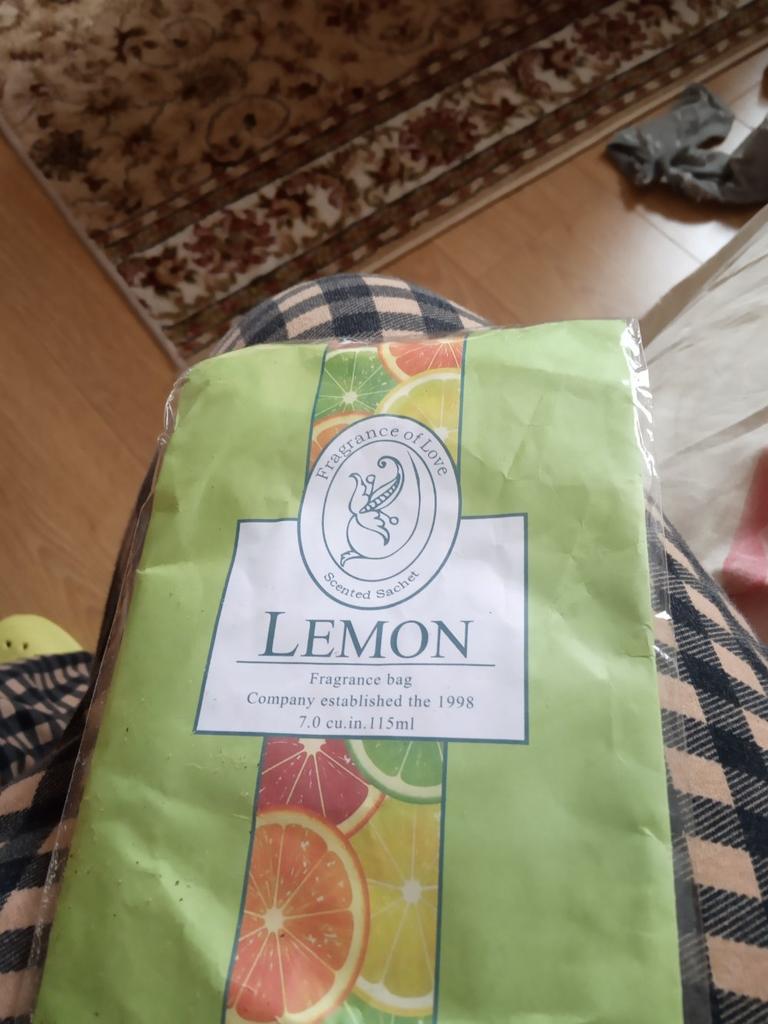 Fragrance of Love
Scented Sachet
LEMON
Fragrance bag
Company established the 1998
7.0 cu.in.115ml